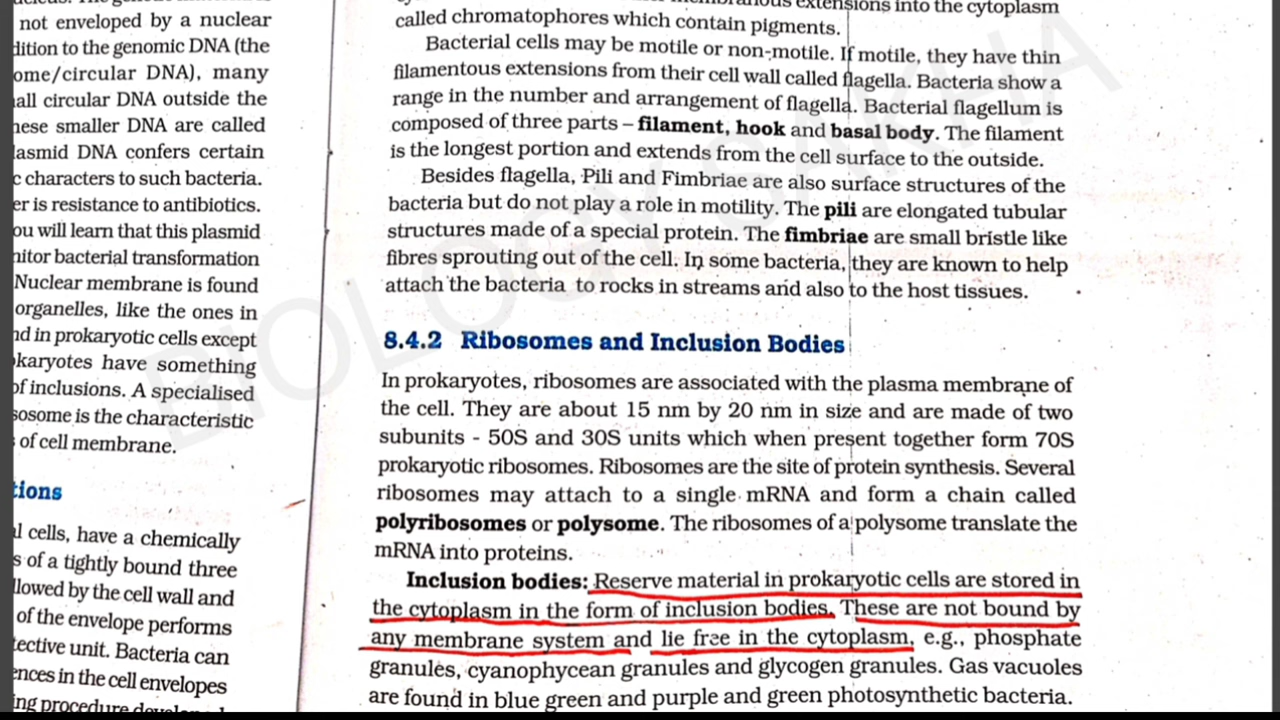 not enveloped by a nuclear
dition to the genomic DNA (the
ome/circular DNA), many
all circular DNA outside the
hese smaller DNA are called
lasmid DNA confers certain
c characters to such bacteria.
er is resistance to antibiotics.
ou will learn that this plasmid
nitor bacterial transformation
Nuclear membrane is found
organelles, like the ones in
nd in prokaryotic cells except
okaryotes have something
of inclusions. A specialised
sosome is the characteristic
of cell membrane.
tions
al cells, have a chemically
s of a tightly bound three
llowed by the cell wall and
of the envelope performs
tective unit. Bacteria can
ences in the cell envelopes
ing procedure
extensions into the cytoplasm
called chromatophores which contain pigments.
Bacterial cells may be motile or non-motile. If motile, they have thin
filamentous extensions from their cell wall called flagella. Bacteria show a
range in the number and arrangement of flagella. Bacterial flagellum is
composed of three parts – filament, hook and basal body. The filament
is the longest portion and extends from the cell surface to the outside.
Besides flagella, Pili and Fimbriae are also surface structures of the
bacteria but do not play a role in motility. The pili are elongated tubular
structures made of a special protein. The fimbriae are small bristle like
fibres sprouting out of the cell. In some bacteria, they are known to help
attach the bacteria to rocks in streams and also to the host tissues.
8.4.2 Ribosomes and Inclusion Bodies
In prokaryotes, ribosomes are associated with the plasma membrane of
the cell. They are about 15 nm by 20 nm in size and are made of two
subunits - 50S and 30S units which when present together form 70S
prokaryotic ribosomes. Ribosomes are the site of protein synthesis. Several
ribosomes may attach to a single mRNA and form a chain called
polyribosomes or polysome. The ribosomes of a polysome translate the
mRNA into proteins.
Inclusion bodies: Reserve material in prokaryotic cells are stored in
the cytoplasm in the form of inclusion bodies. These are not bound by
any membrane system and lie free in the cytoplasm, e.g., phosphate
granules, cyanophycean granules and glycogen granules. Gas vacuoles
are found in blue green and purple and green photosynthetic bacteria.
BIOLOGY SAKHA